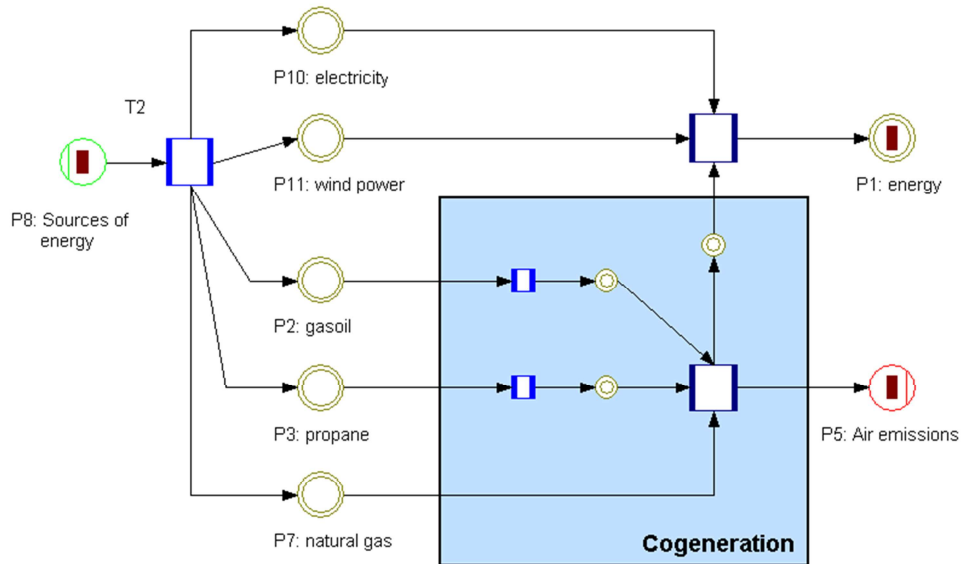 P10: electricity
T2
P11: wind power
P1: energy
P8: Sources of
energy
P2: gasoil
P3: propane
P5: Air emissions
P7: natural gas
Cogeneration